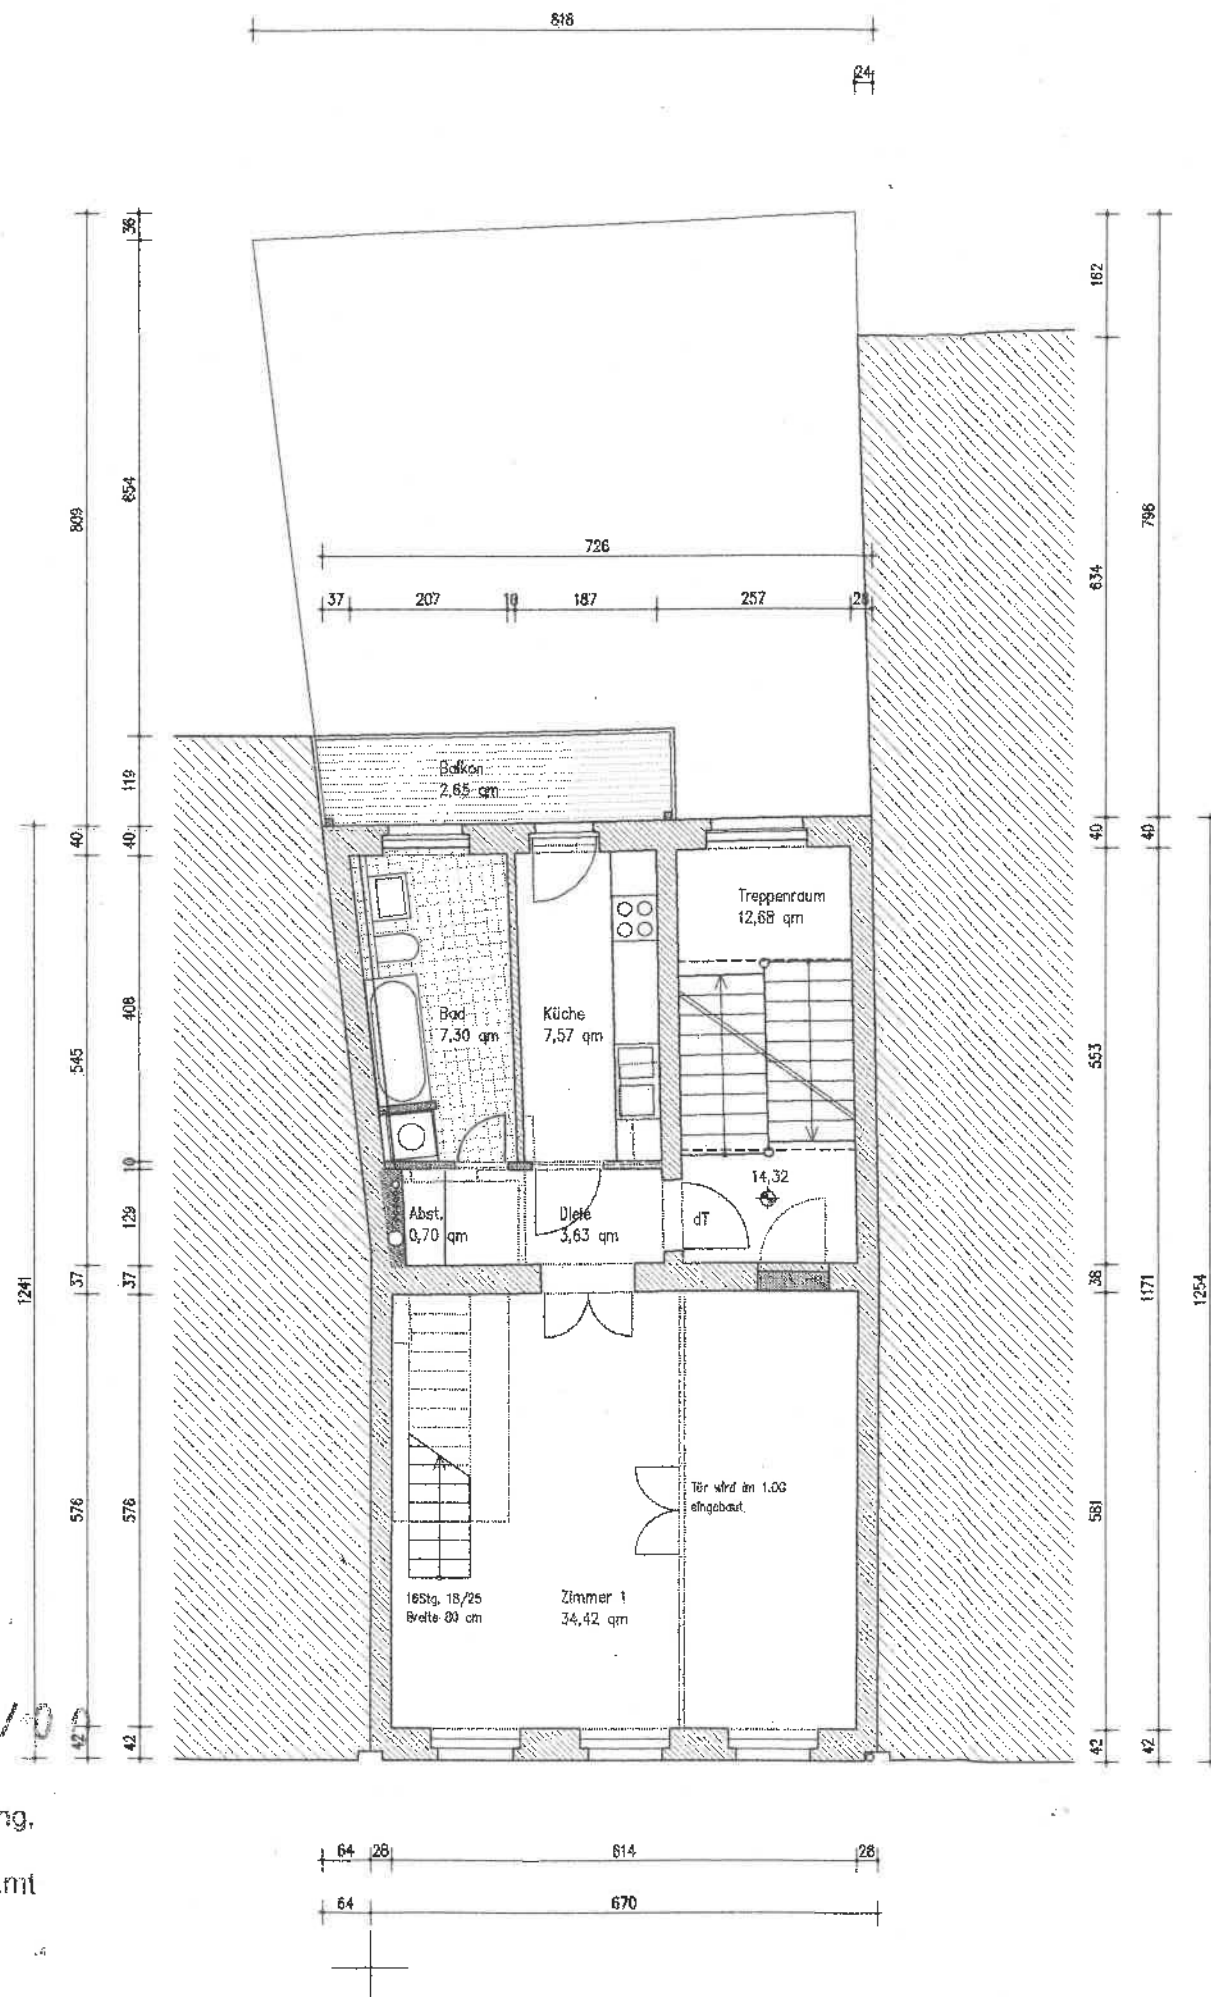 818
24
36
162
654
809
796
634
726
37 207 18 187 257 28
Balkon
2,65 qm
119
40 40 40 40
Treppenraum
12,68 qm
Bad
7,30 qm
Küche
7,57 qm
408
545
553
14,32
10
129
Abst.
0,70 qm
Diele
3,63 qm
dT
37 37 38
1241
1171
1254
Tür wird im 1.OG
eingebaut.
576 576
581
16Stg. 18/25
Breite 80 cm
Zimmer 1
34,42 qm
42 42 42 42
ng,
64 28 614 28
mt
64 670